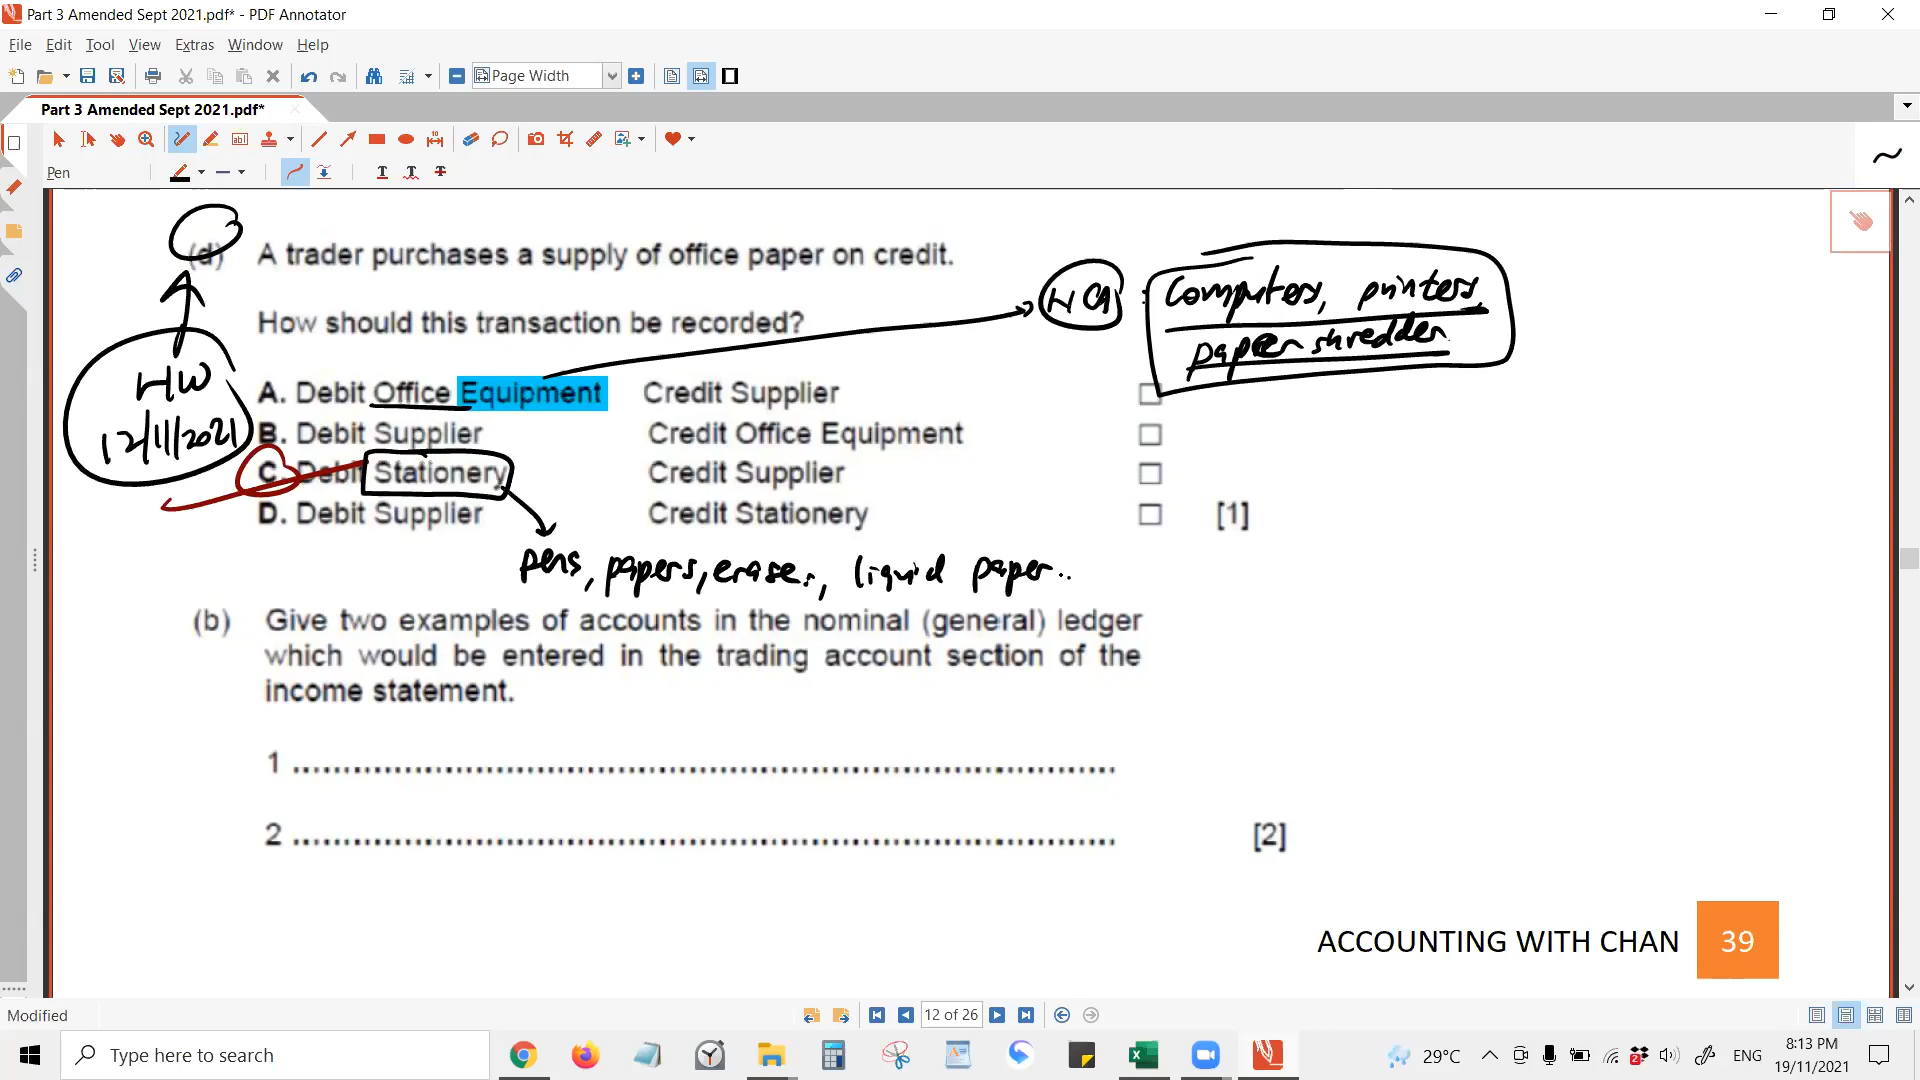 Part 3 Amended Sept 2021.pdf* - PDF Annotator
File Edit Tool View Extras Window Help
Page Width
Part 3 Amended Sept 2021.pdf*
Pen
(d) A trader purchases a supply of office paper on credit.
How should this transaction be recorded?
NCA : Computers, printers,
paper shredder
HW
12/11/2021
A. Debit Office Equipment Credit Supplier
B. Debit Supplier Credit Office Equipment
C. Debit Stationery Credit Supplier
D. Debit Supplier Credit Stationery [1]
pens, papers, eraser, liquid paper..
(b) Give two examples of accounts in the nominal (general) ledger
which would be entered in the trading account section of the
income statement.
1 ................................................................
2 ................................................................ [2]
ACCOUNTING WITH CHAN 39
Modified
12 of 26
Type here to search
29°C
ENG
8:13 PM
19/11/2021